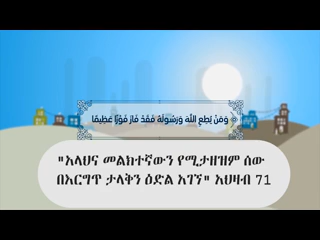 وَمَنْ يُطِعِ اللَّهَ وَرَسُولَهُ فَقَدْ فَازَ فَوْزًا عَظِيمًا
"አላህና መልክተኛውን የሚታዘዝም ሰው
በእርግጥ ታላቅን ዕድል አገኘ" አህዛብ 71